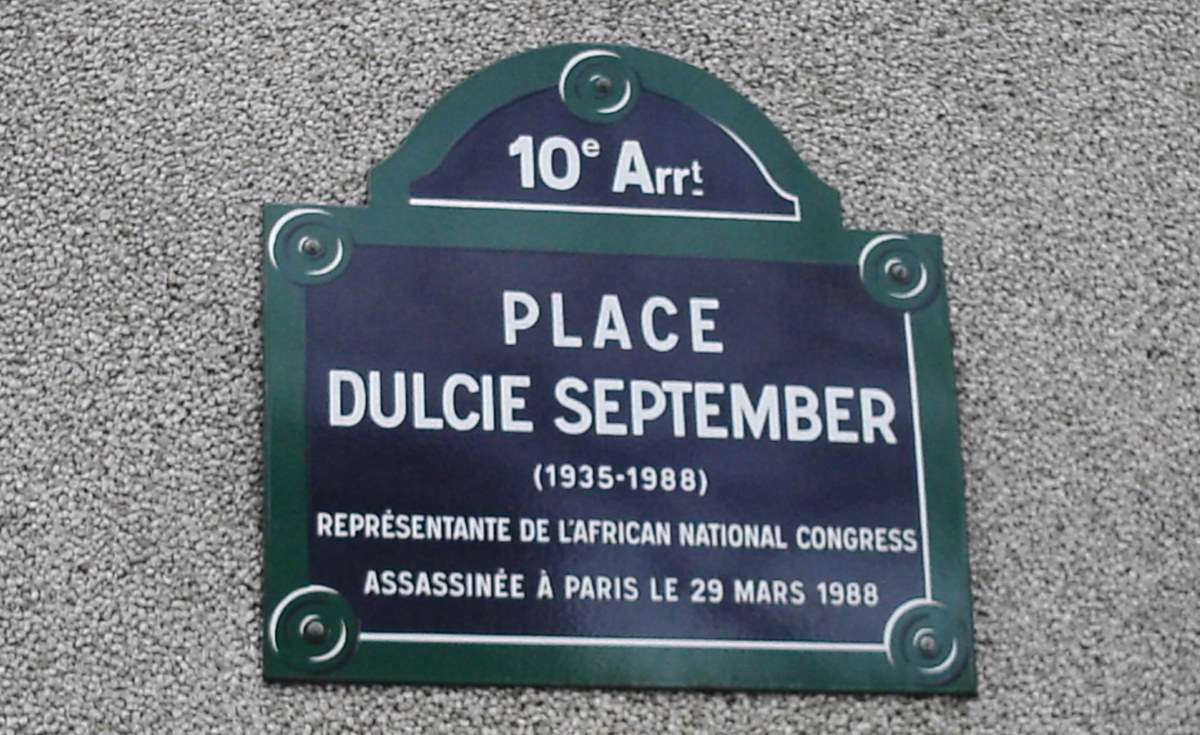 10e Arrt
PLACE
DULCIE SEPTEMBER
(1935-1988)
REPRÉSENTANTE DE L'AFRICAN NATIONAL CONGRESS
ASSASSINÉE À PARIS LE 29 MARS 1988